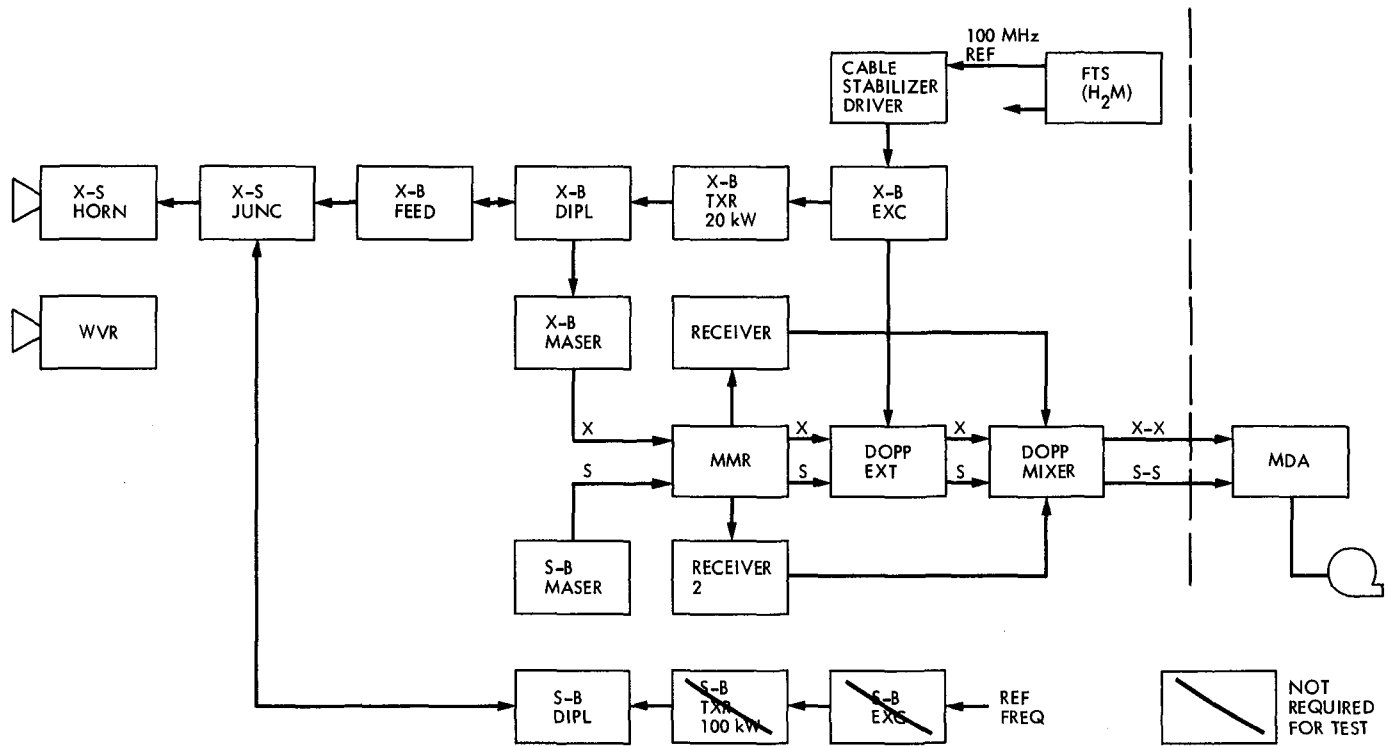 100 MHz
REF
CABLE
STABILIZER
DRIVER
FTS
(H2M)
X-S
HORN
X-S
JUNC
X-B
FEED
X-B
DIPL
X-B
TXR
20 kW
X-B
EXC
WVR
X-B
MASER
RECEIVER
X
S
MMR
X
S
DOPP
EXT
X
S
DOPP
MIXER
X-X
S-S
MDA
S-B
MASER
RECEIVER
2
S-B
DIPL
S-B
TXR
100 kW
S-B
EXC
REF
FREQ
NOT
REQUIRED
FOR TEST